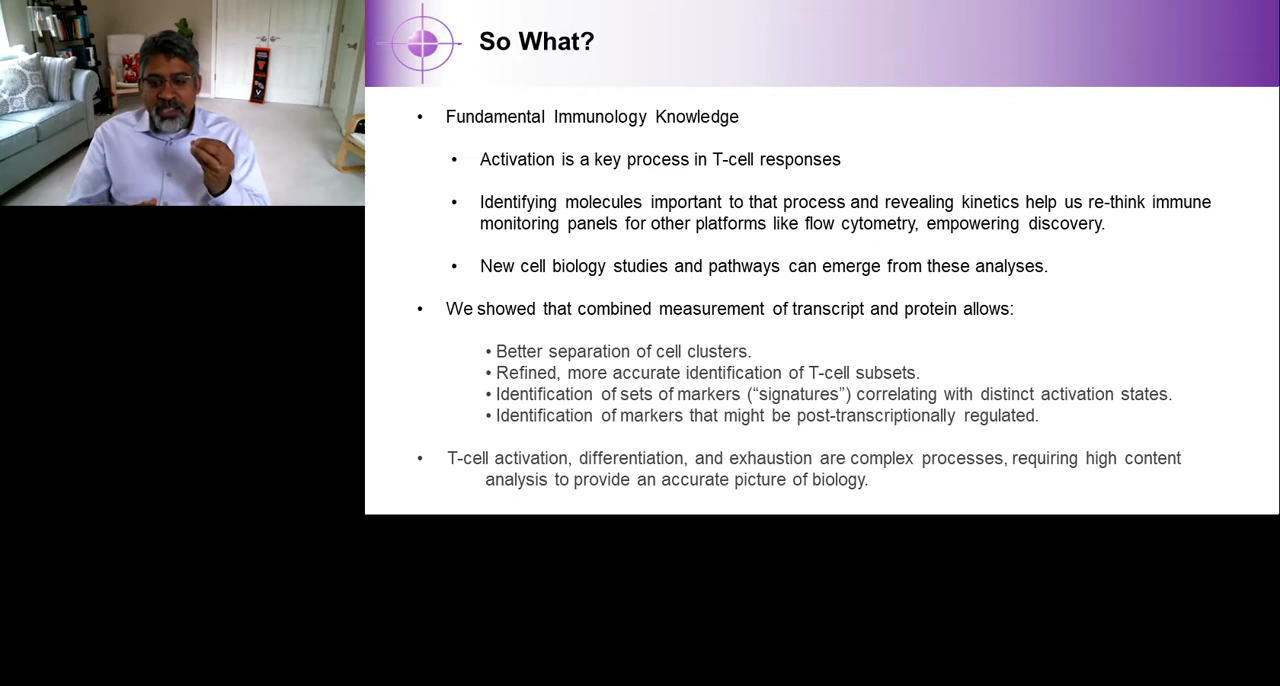 So What?
• Fundamental Immunology Knowledge
• Activation is a key process in T-cell responses
• Identifying molecules important to that process and revealing kinetics help us re-think immune
monitoring panels for other platforms like flow cytometry, empowering discovery.
• New cell biology studies and pathways can emerge from these analyses.
• We showed that combined measurement of transcript and protein allows:
• Better separation of cell clusters.
• Refined, more accurate identification of T-cell subsets.
• Identification of sets of markers (“signatures”) correlating with distinct activation states.
• Identification of markers that might be post-transcriptionally regulated.
• T-cell activation, differentiation, and exhaustion are complex processes, requiring high content
analysis to provide an accurate picture of biology.